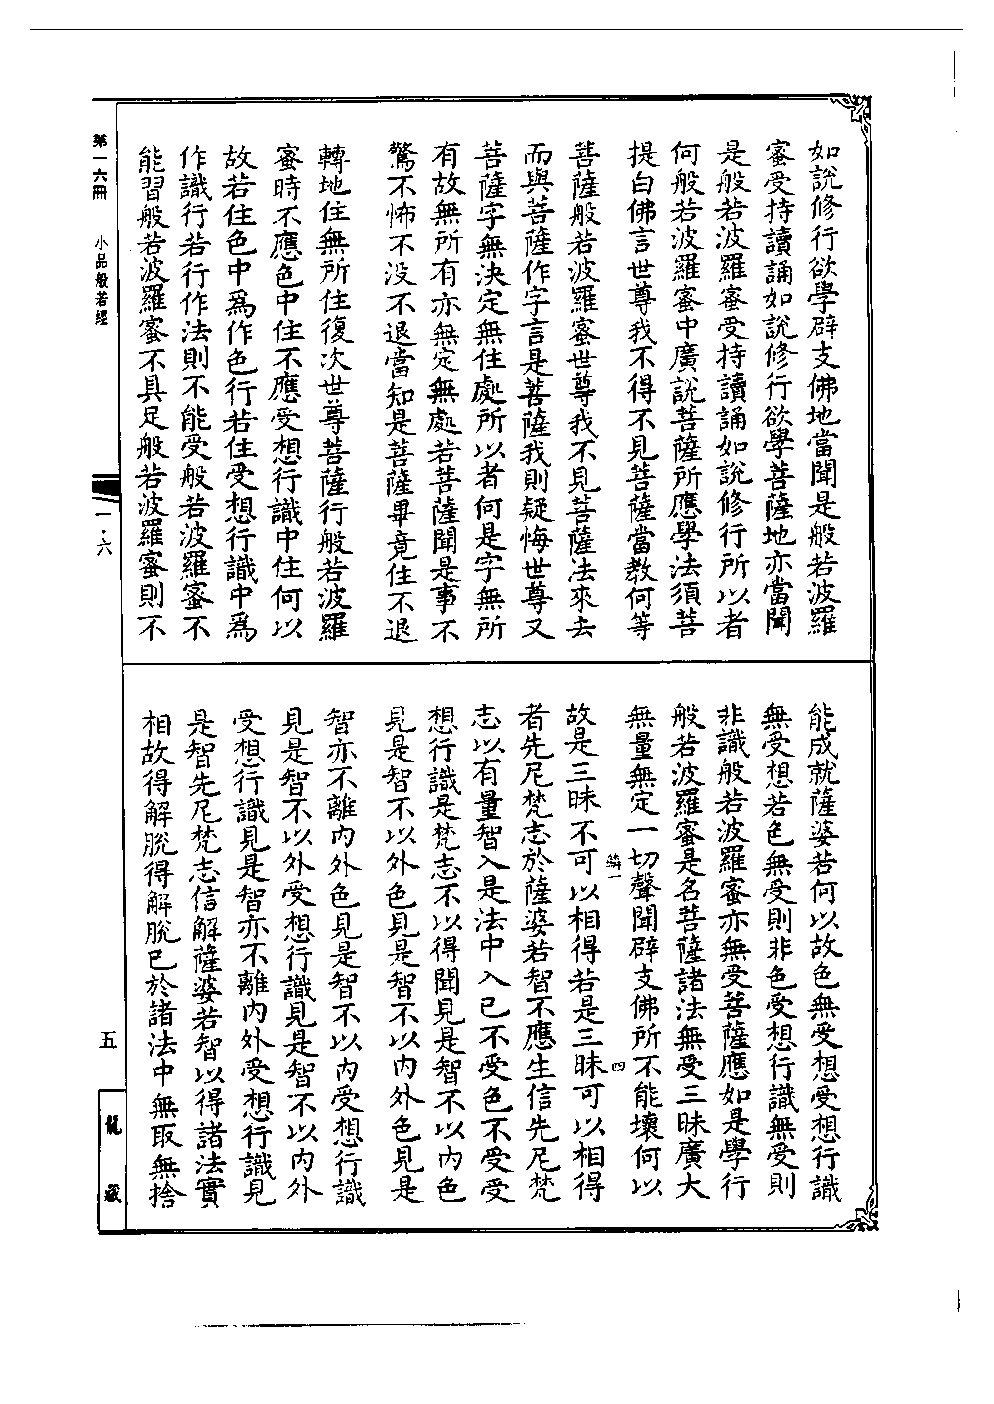 如說修行欲學辟支佛地當聞是般若波羅
蜜受持讀誦如說修行欲學菩薩地亦當聞
是般若波羅蜜受持讀誦如說修行所以者
何般若波羅蜜中廣說菩薩所應學法須菩
提白佛言世尊我不得不見菩薩當教何等
菩薩般若波羅蜜世尊我不見菩薩法來去
而與菩薩作字言是菩薩我則疑悔世尊又
菩薩字無決定無住處所以者何是字無所
有故無所有亦無定無處若菩薩聞是事不
驚不怖不没不退當知是菩薩畢竟住不退
轉地住無所住復次世尊菩薩行般若波羅
蜜時不應色中住不應受想行識中住何以
故若住色中爲作色行若住受想行識中爲
作識行若行作法則不能受般若波羅蜜不
能習般若波羅蜜不具足般若波羅蜜則不
能成就薩婆若何以故色無受想受想行識
無受想若色無受則非色受想行識無受則
非識般若波羅蜜亦無受菩薩應如是學行
般若波羅蜜是名菩薩諸法無受三昧廣大
無量無定一切聲聞辟支佛所不能壞何以
故是三昧不可以相得若是三昧可以相得
者先尼梵志於薩婆若智不應生信先尼梵
志以有量智入是法中入已不受色不受受
想行識是梵志不以得聞見是智不以內色
見是智不以外色見是智不以內外色見是
智亦不離內外色見是智不以內受想行識
見是智不以外受想行識見是智不以內外
受想行識見是智亦不離內外受想行識見
是智先尼梵志信解薩婆若智以得諸法實
相故得解脫得解脫已於諸法中無取無捨
四
第一六冊
小品般若經
一·六
五
龍藏